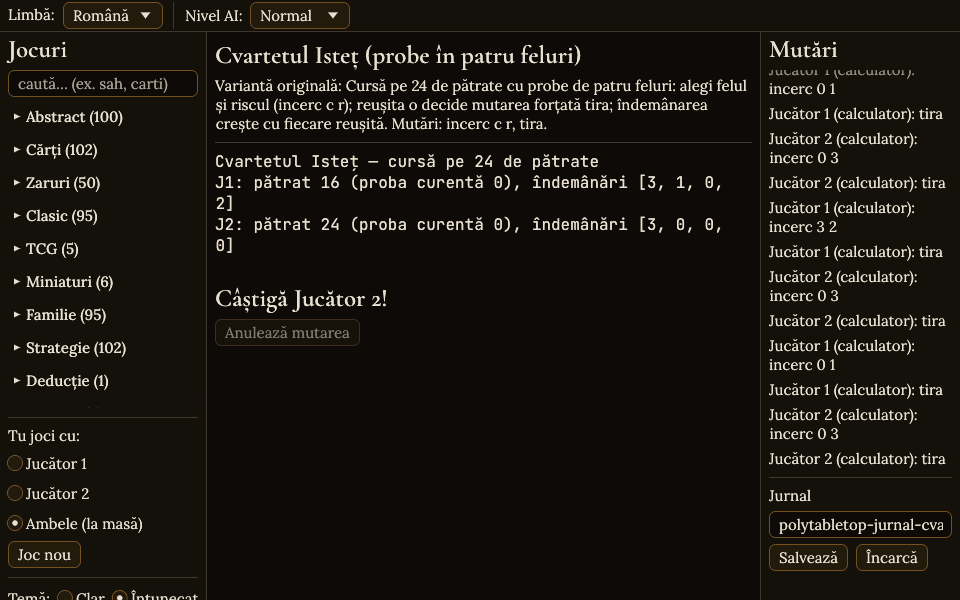 Limbă: Română ▼ Nivel AI: Normal ▼
Jocuri
caută... (ex. sah, carti)
▸ Abstract (100)
▸ Cărți (102)
▸ Zaruri (50)
▸ Clasic (95)
▸ TCG (5)
▸ Miniaturi (6)
▸ Familie (95)
▸ Strategie (102)
▸ Deducție (1)
Tu joci cu:
Jucător 1
Jucător 2
Ambele (la masă)
Joc nou
Temă: Clar Întunecat
Cvartetul Isteț (probe în patru feluri)
Variantă originală: Cursă pe 24 de pătrate cu probe de patru feluri: alegi felul
și riscul (incerc c r); reușita o decide mutarea forțată tira; îndemânarea
crește cu fiecare reușită. Mutări: incerc c r, tira.
Cvartetul Isteț — cursă pe 24 de pătrate
J1: pătrat 16 (proba curentă 0), îndemânări [3, 1, 0,
2]
J2: pătrat 24 (proba curentă 0), îndemânări [3, 0, 0,
0]
Câștigă Jucător 2!
Anulează mutarea
Mutări
Jucător 1 (calculator):
incerc 0 1
Jucător 1 (calculator): tira
Jucător 2 (calculator):
incerc 0 3
Jucător 2 (calculator): tira
Jucător 1 (calculator):
incerc 3 2
Jucător 1 (calculator): tira
Jucător 2 (calculator):
incerc 0 3
Jucător 2 (calculator): tira
Jucător 1 (calculator):
incerc 0 1
Jucător 1 (calculator): tira
Jucător 2 (calculator):
incerc 0 3
Jucător 2 (calculator): tira
Jurnal
polytabletop-jurnal-cva
Salvează Încarcă